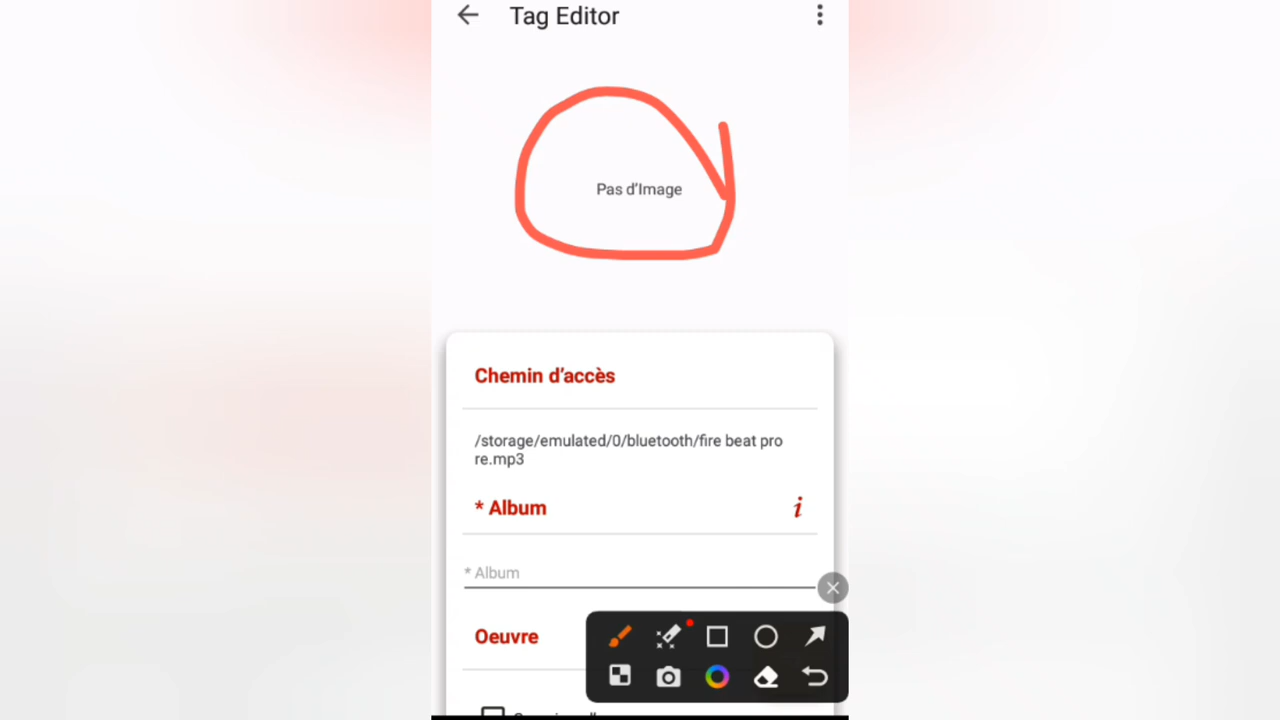 Tag Editor
Pas d’Image
Chemin d’accès
/storage/emulated/0/bluetooth/fire beat pro
re.mp3
* Album
i
* Album
Oeuvre